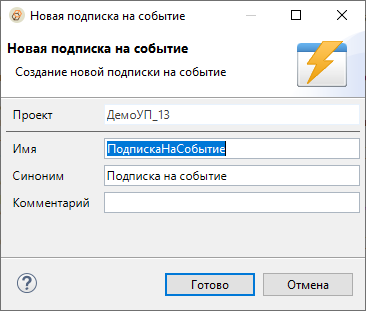 Новая подписка на событие
Новая подписка на событие
Создание новой подписки на событие
Проект ДемоУП_13
Имя ПодпискаНаСобытие
Синоним Подписка на событие
Комментарий
? Готово Отмена